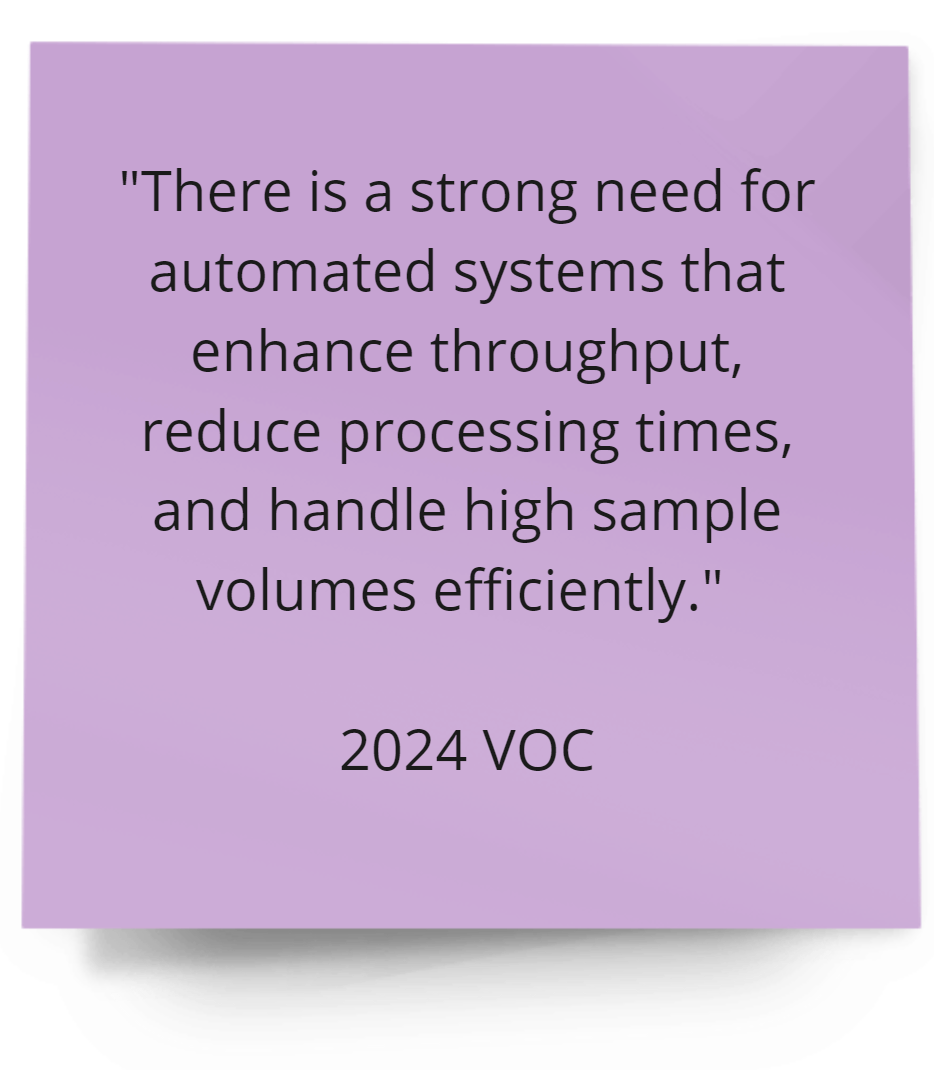 "There is a strong need for
automated systems that
enhance throughput,
reduce processing times,
and handle high sample
volumes efficiently."
2024 VOC